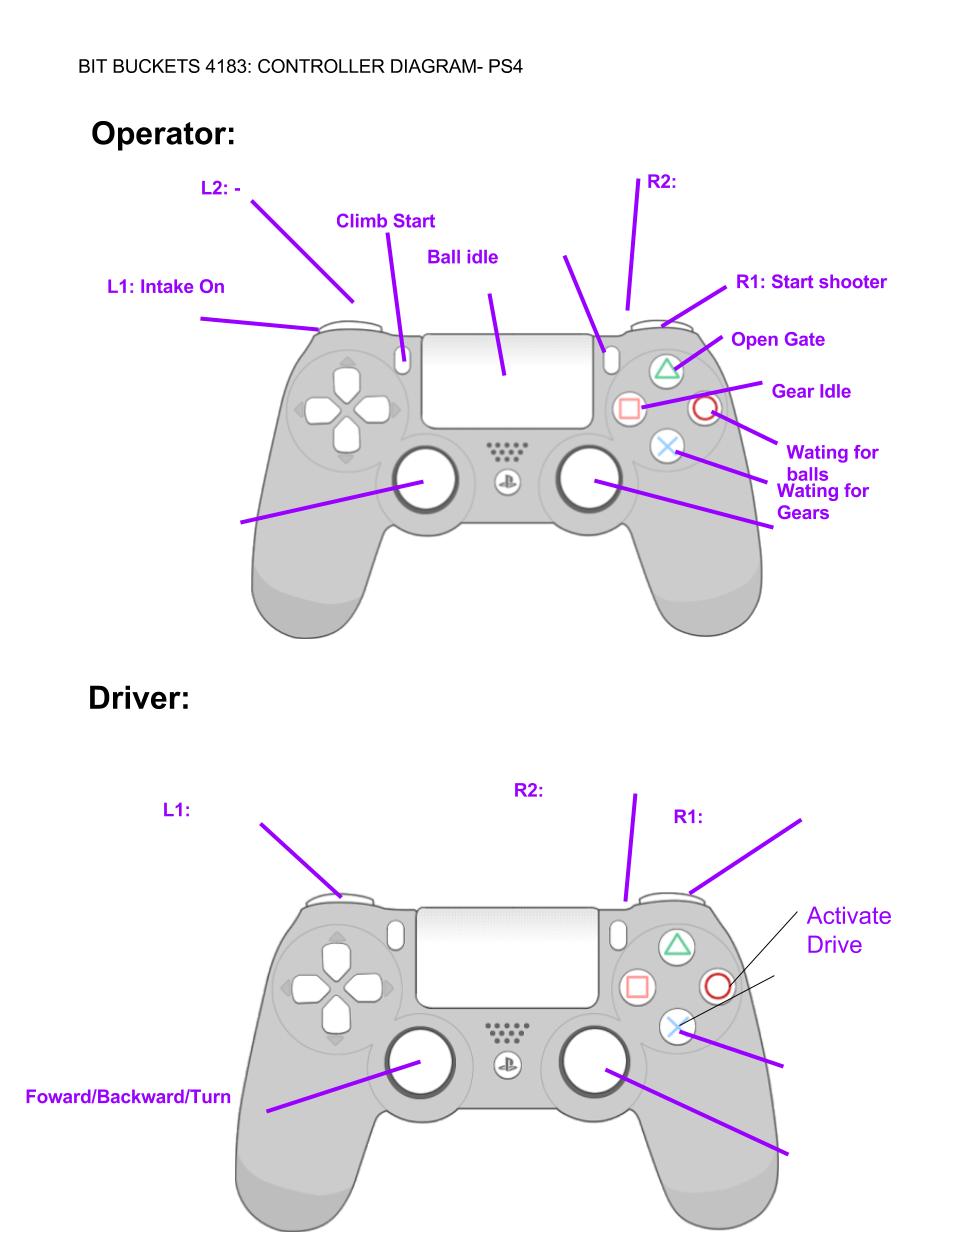 BIT BUCKETS 4183: CONTROLLER DIAGRAM- PS4
Operator:
L2: -
R2:
Climb Start
Ball idle
L1: Intake On
R1: Start shooter
Open Gate
Gear Idle
Wating for
balls
Wating for
Gears
Driver:
R2:
L1:
R1:
Activate
Drive
Foward/Backward/Turn